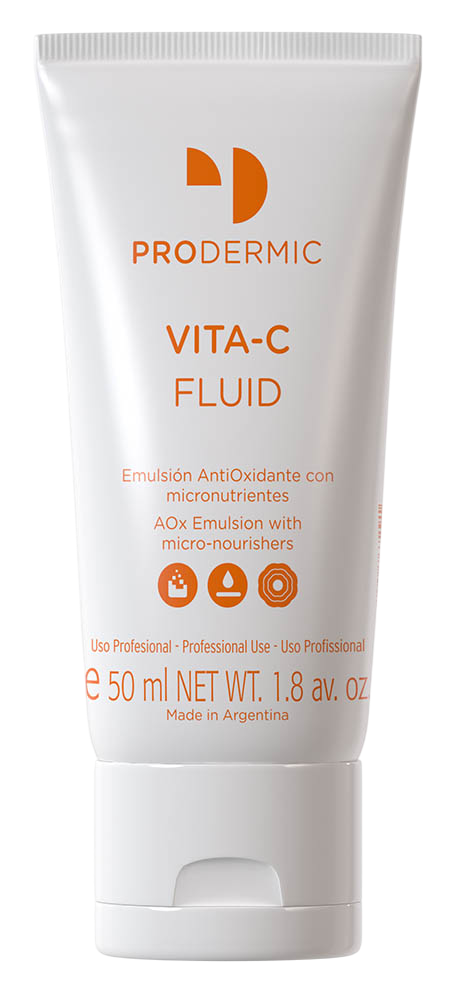 PRODERMIC
VITA-C
FLUID
Emulsión AntiOxidante con
micronutrientes
AOx Emulsion with
micro-nourishers
Uso Profesional - Professional Use - Uso Profissional
e 50 ml NET WT. 1.8 av. oz.
Made in Argentina